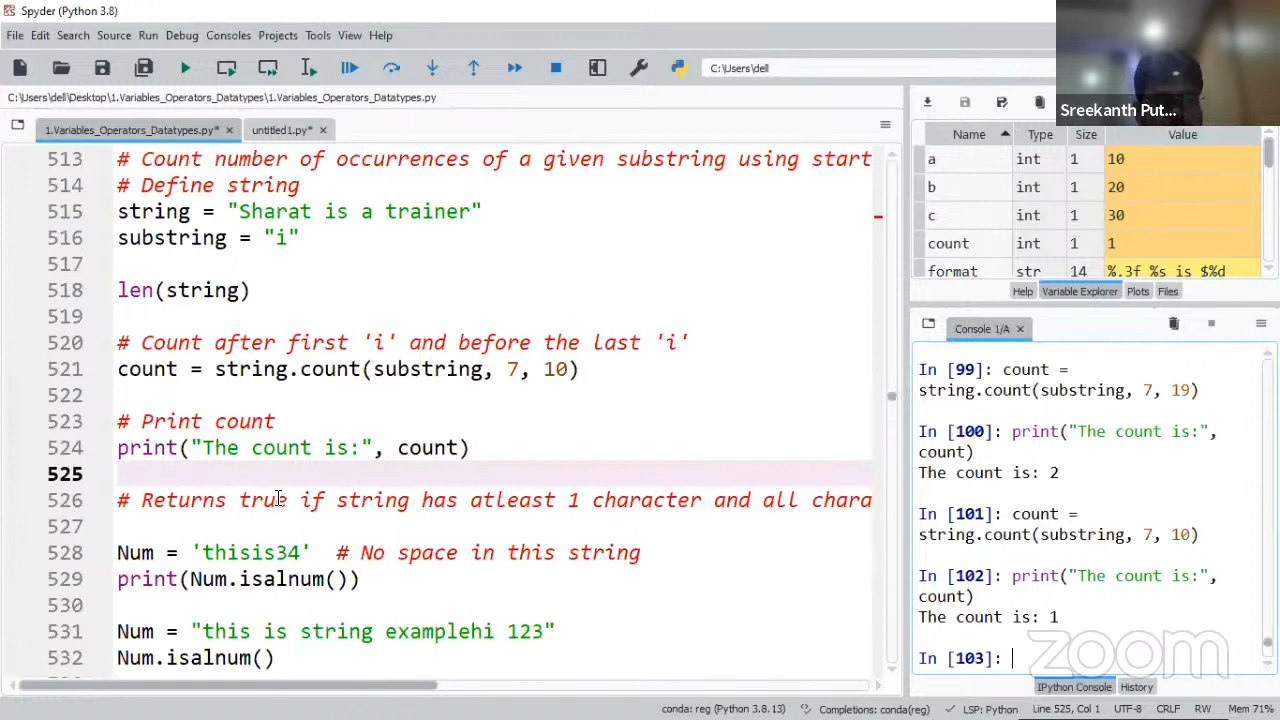 Spyder (Python 3.8)
File Edit Search Source Run Debug Consoles Projects Tools View Help
C:\Users\dell
C:\Users\dell\Desktop\1.Variables_Operators_Datatypes\1.Variables_Operators_Datatypes.py
1.Variables_Operators_Datatypes.py* untitled1.py*
513 # Count number of occurrences of a given substring using start
514 # Define string
515 string = "Sharat is a trainer"
516 substring = "i"
517
518 len(string)
519
520 # Count after first 'i' and before the last 'i'
521 count = string.count(substring, 7, 10)
522
523 # Print count
524 print("The count is:", count)
525
526 # Returns true if string has atleast 1 character and all chara
527
528 Num = 'thisis34'  # No space in this string
529 print(Num.isalnum())
530
531 Num = "this is string examplehi 123"
532 Num.isalnum()
Sreekanth Put...
Name Type Size Value
a int 1 10
b int 1 20
c int 1 30
count int 1 1
format str 14 %.3f %s is $%d
Help Variable Explorer Plots Files
Console 1/A
In [99]: count =
string.count(substring, 7, 19)
In [100]: print("The count is:",
count)
The count is: 2
In [101]: count =
string.count(substring, 7, 10)
In [102]: print("The count is:",
count)
The count is: 1
In [103]:
zoom
IPython Console History
conda: reg (Python 3.8.13) Completions: conda(reg) LSP: Python Line 525, Col 1 UTF-8 CRLF RW Mem 71%